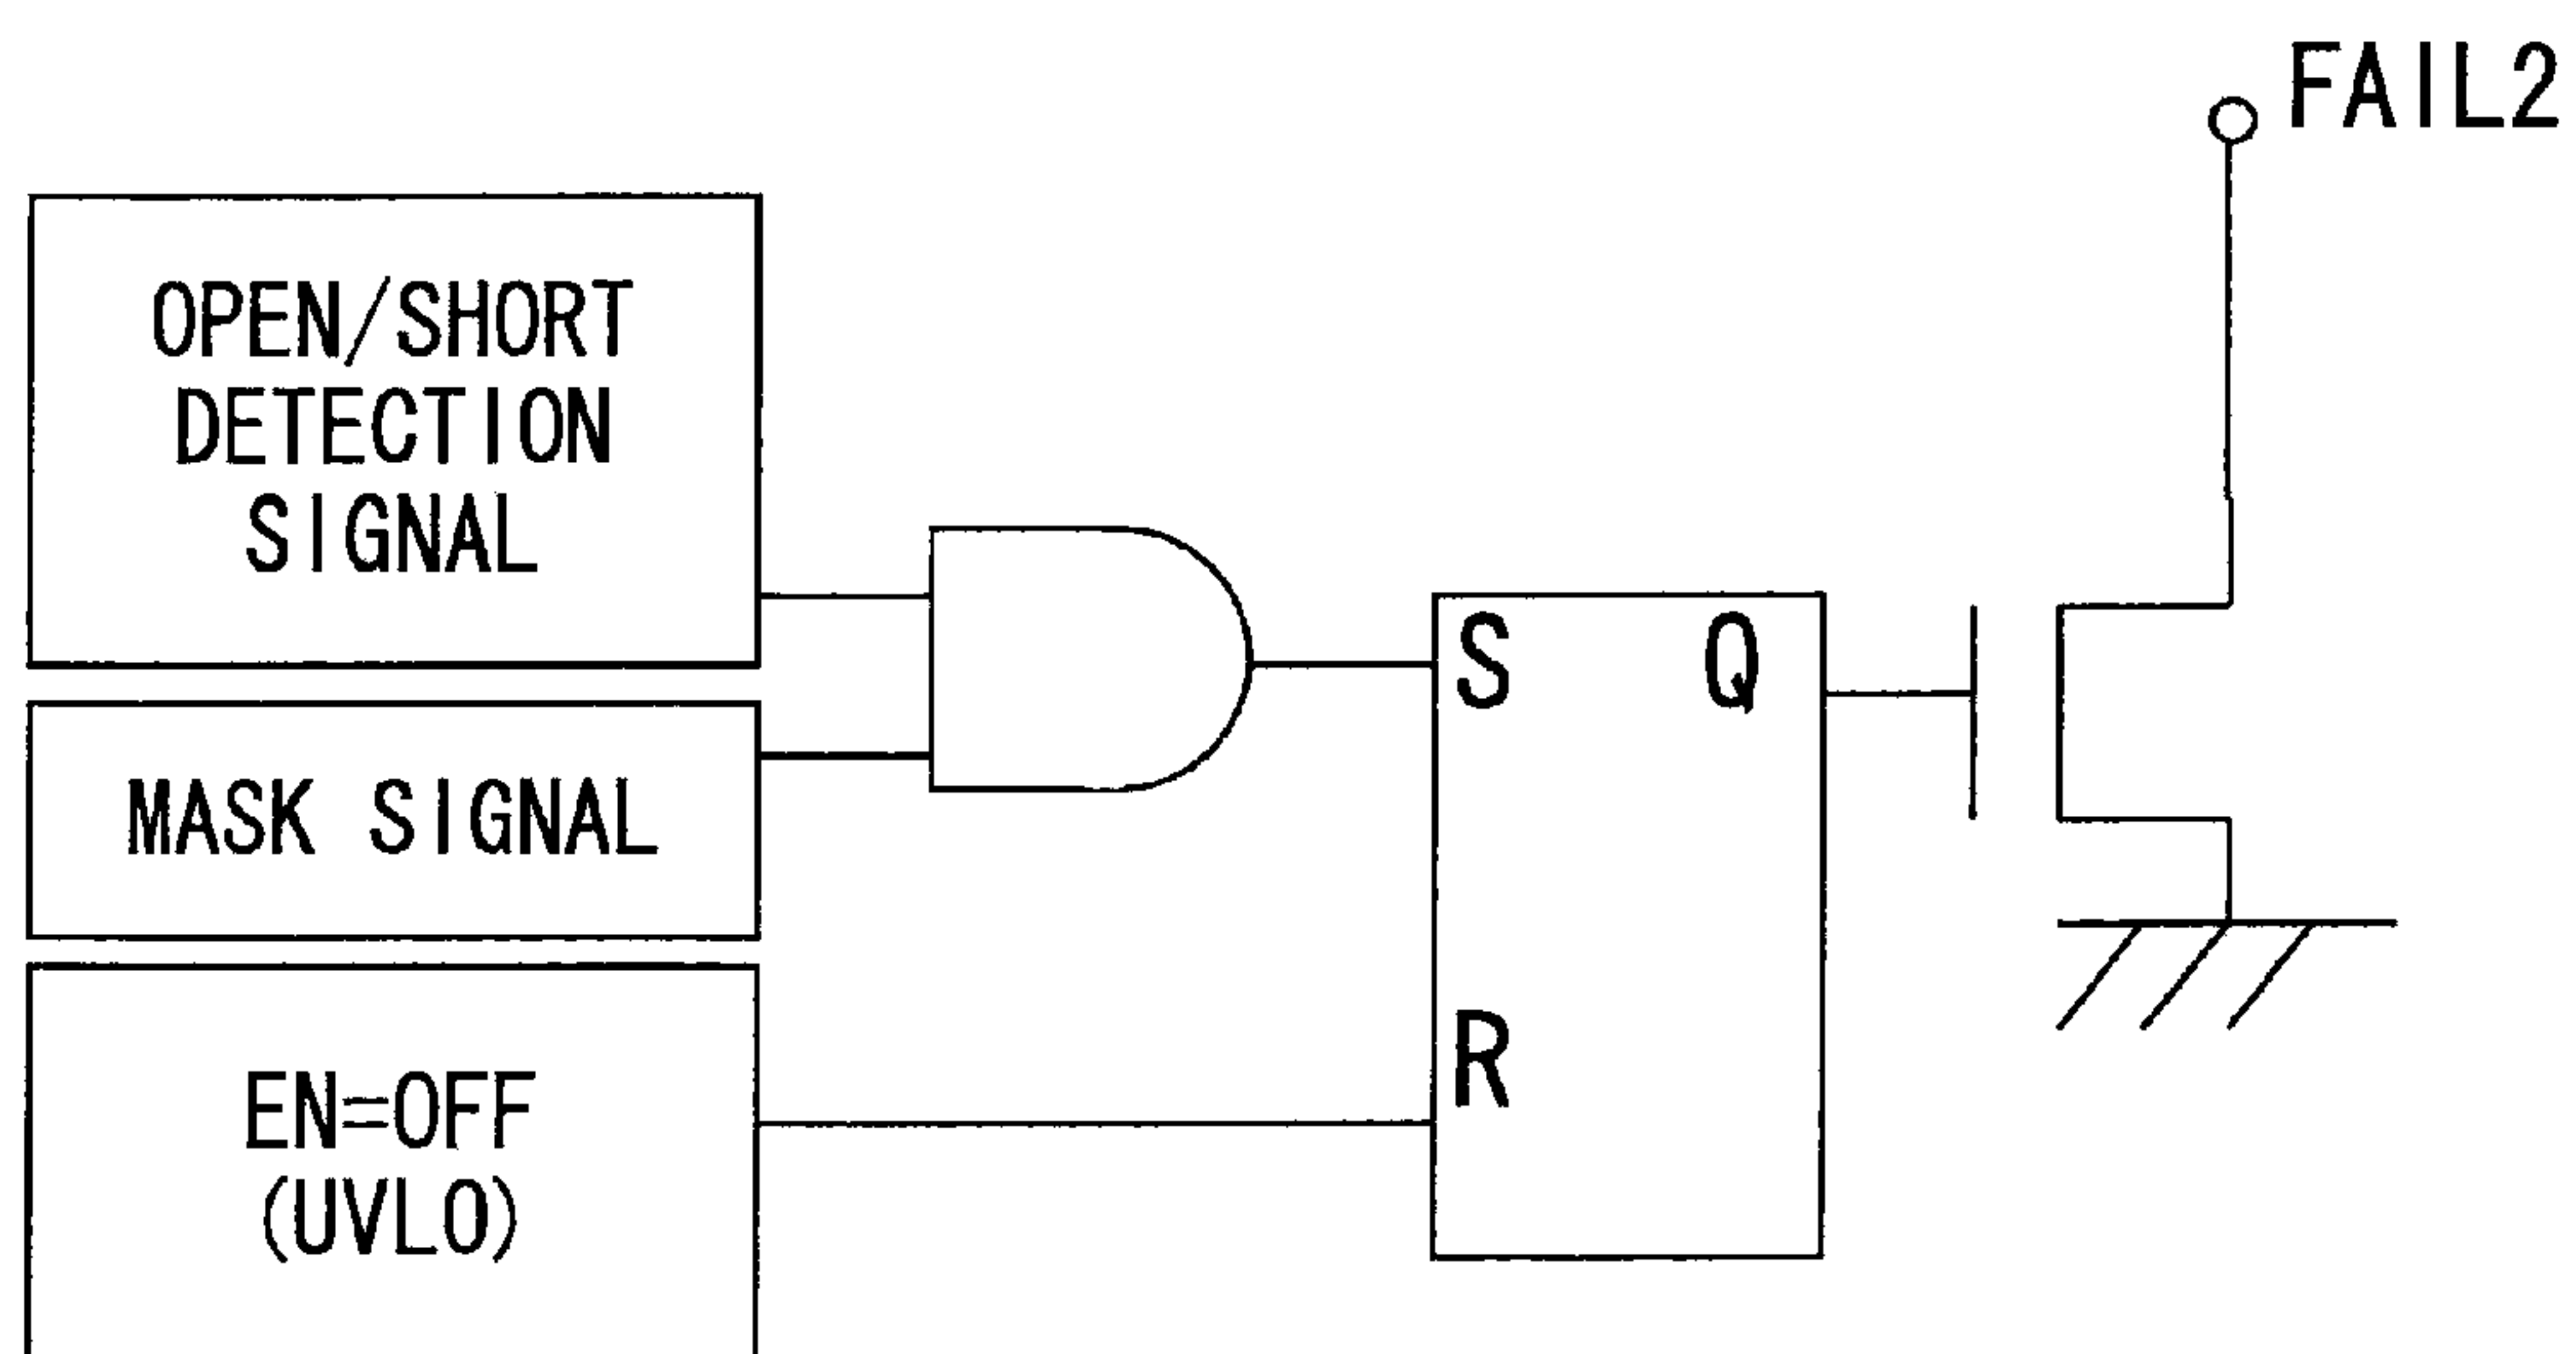 FAIL2
OPEN/SHORT
DETECTION
SIGNAL
MASK SIGNAL
S
Q
R
EN=OFF
(UVLO)